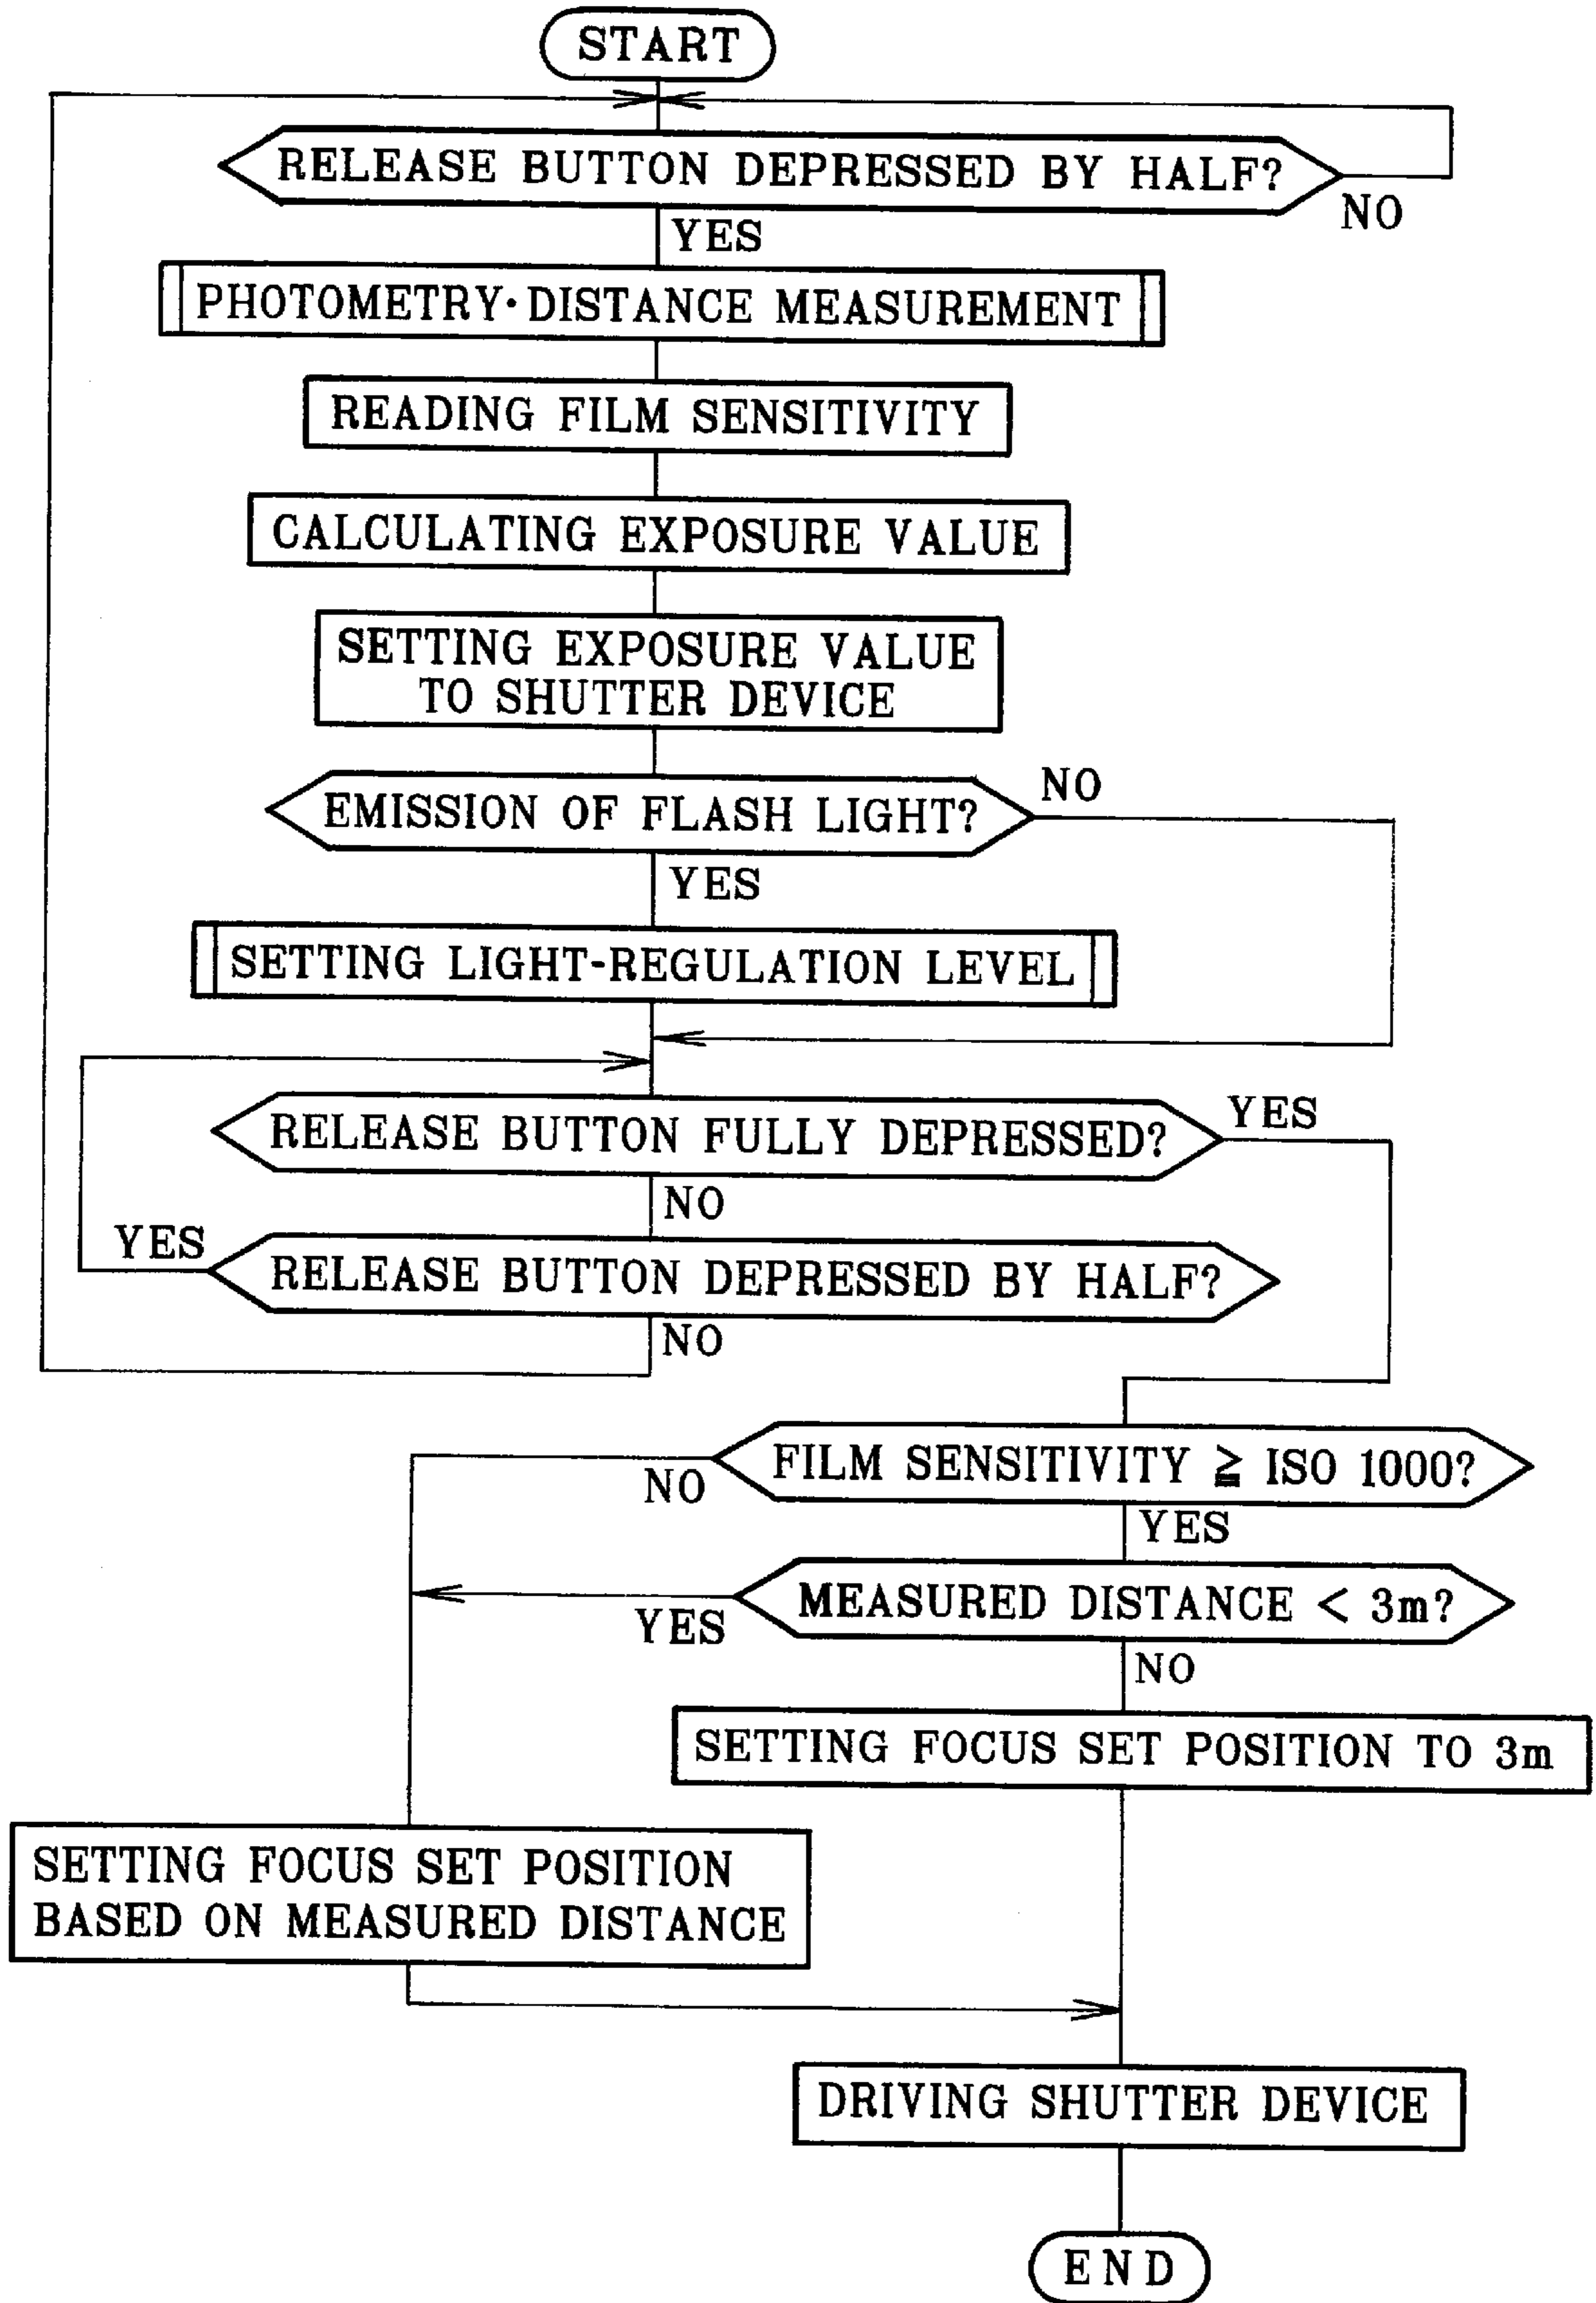 START
RELEASE BUTTON DEPRESSED BY HALF?
NO
YES
PHOTOMETRY·DISTANCE MEASUREMENT
READING FILM SENSITIVITY
CALCULATING EXPOSURE VALUE
SETTING EXPOSURE VALUE
TO SHUTTER DEVICE
EMISSION OF FLASH LIGHT?
NO
YES
SETTING LIGHT-REGULATION LEVEL
RELEASE BUTTON FULLY DEPRESSED?
YES
NO
YES
RELEASE BUTTON DEPRESSED BY HALF?
NO
FILM SENSITIVITY ≧ ISO 1000?
NO
YES
MEASURED DISTANCE < 3m?
YES
NO
SETTING FOCUS SET POSITION TO 3m
SETTING FOCUS SET POSITION
BASED ON MEASURED DISTANCE
DRIVING SHUTTER DEVICE
END